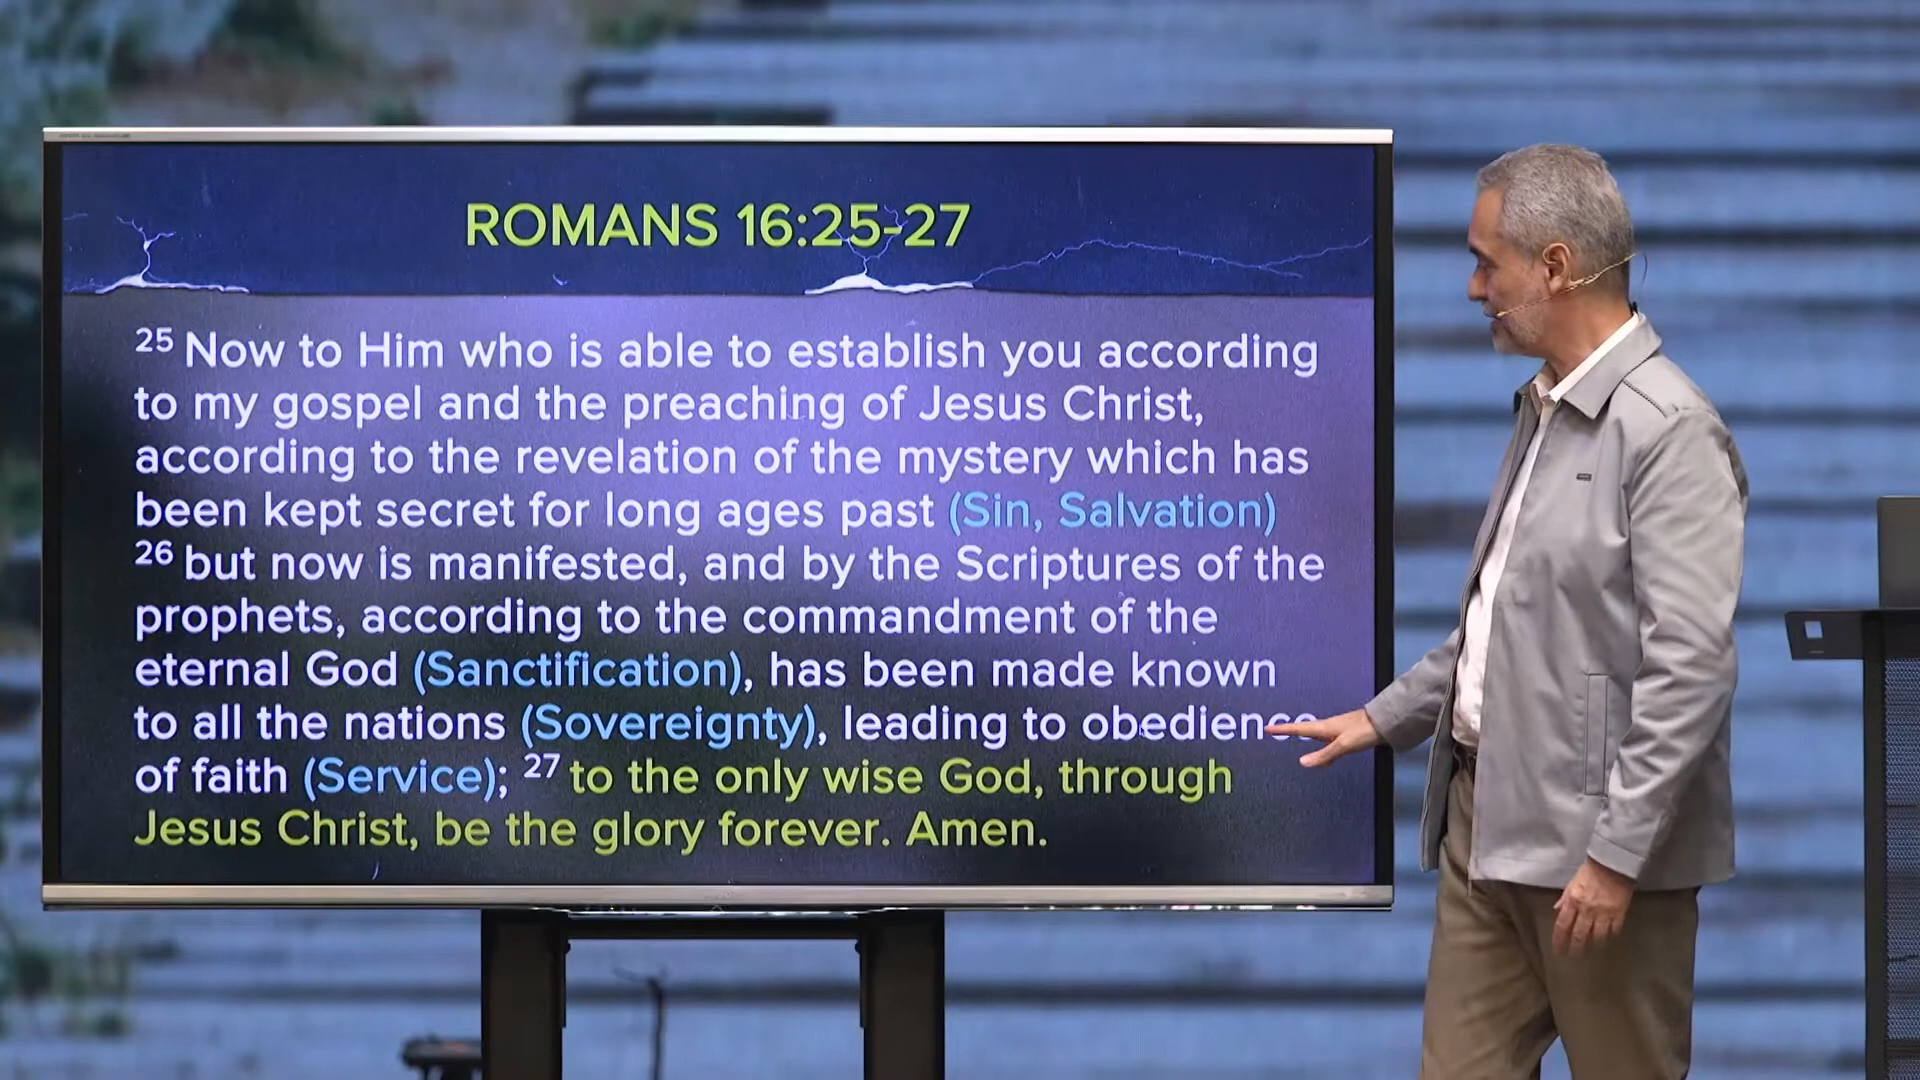 ROMANS 16:25-27
25 Now to Him who is able to establish you according
to my gospel and the preaching of Jesus Christ,
according to the revelation of the mystery which has
been kept secret for long ages past (Sin, Salvation)
26 but now is manifested, and by the Scriptures of the
prophets, according to the commandment of the
eternal God (Sanctification), has been made known
to all the nations (Sovereignty), leading to obedience
of faith (Service); 27 to the only wise God, through
Jesus Christ, be the glory forever. Amen.